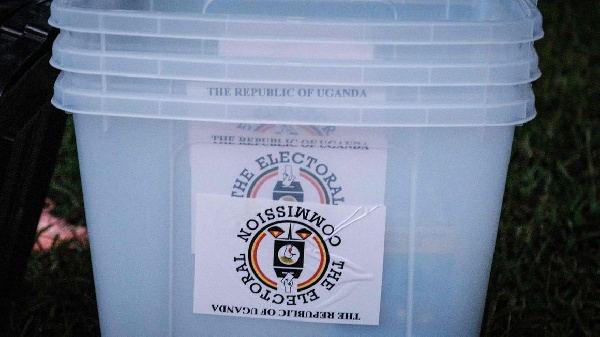 THE REPUBLIC OF UGANDA
THE REPUBLIC OF UGANDA
THE ELECTORAL
THE ELECTORAL COMMISSION
THE REPUBLIC OF UGANDA